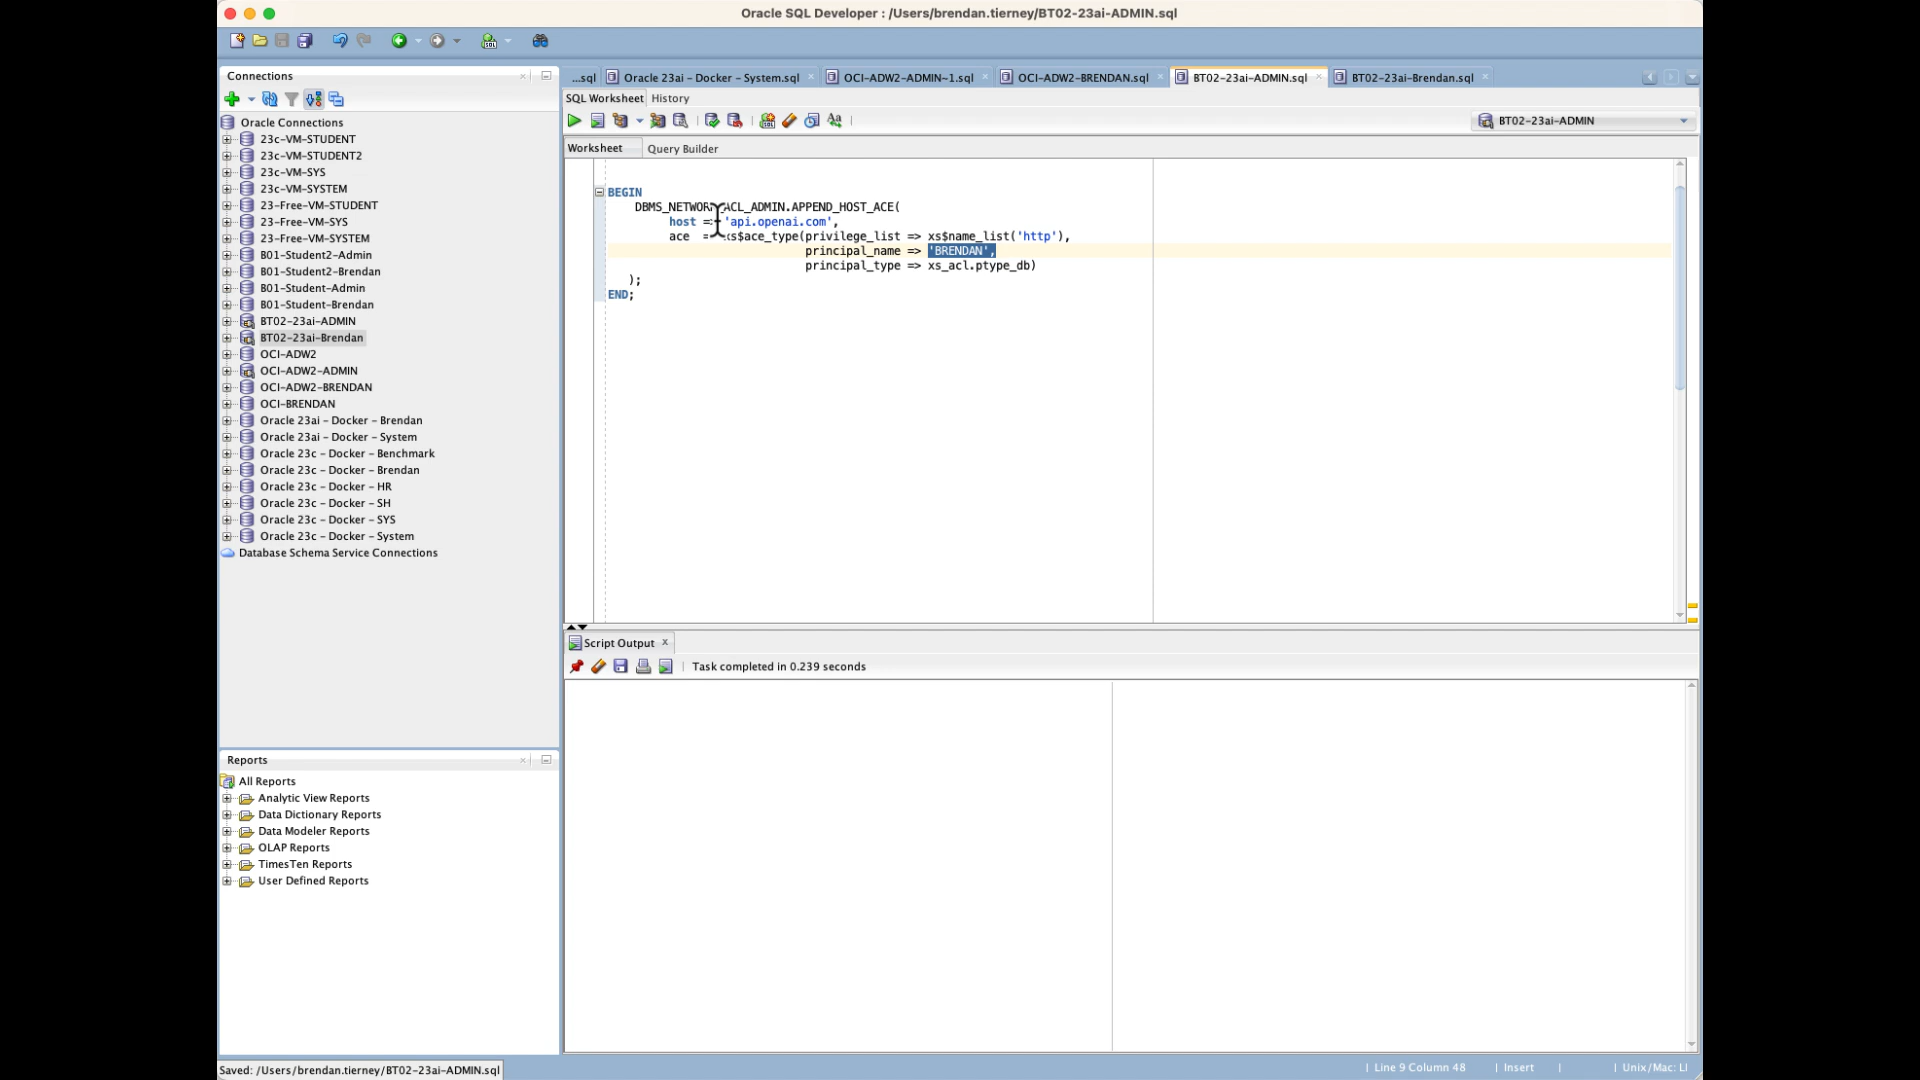 Oracle SQL Developer : /Users/brendan.tierney/BT02-23ai-ADMIN.sql
Connections
Oracle Connections
23c-VM-STUDENT
23c-VM-STUDENT2
23c-VM-SYS
23c-VM-SYSTEM
23-Free-VM-STUDENT
23-Free-VM-SYS
23-Free-VM-SYSTEM
B01-Student2-Admin
B01-Student2-Brendan
B01-Student-Admin
B01-Student-Brendan
BT02-23ai-ADMIN
BT02-23ai-Brendan
OCI-ADW2
OCI-ADW2-ADMIN
OCI-ADW2-BRENDAN
OCI-BRENDAN
Oracle 23ai - Docker - Brendan
Oracle 23ai - Docker - System
Oracle 23c - Docker - Benchmark
Oracle 23c - Docker - Brendan
Oracle 23c - Docker - HR
Oracle 23c - Docker - SH
Oracle 23c - Docker - SYS
Oracle 23c - Docker - System
Database Schema Service Connections
Reports
All Reports
Analytic View Reports
Data Dictionary Reports
Data Modeler Reports
OLAP Reports
TimesTen Reports
User Defined Reports
...sql Oracle 23ai - Docker - System.sql OCI-ADW2-ADMIN~1.sql OCI-ADW2-BRENDAN.sql BT02-23ai-ADMIN.sql BT02-23ai-Brendan.sql
SQL Worksheet History
BT02-23ai-ADMIN
Worksheet Query Builder
BEGIN
DBMS_NETWORK_ACL_ADMIN.APPEND_HOST_ACE(
host => 'api.openai.com',
ace => xs$ace_type(privilege_list => xs$name_list('http'),
principal_name => 'BRENDAN',
principal_type => xs_acl.ptype_db)
);
END;
Script Output
Task completed in 0.239 seconds
Saved: /Users/brendan.tierney/BT02-23ai-ADMIN.sql
Line 9 Column 48 | Insert | | Unix/Mac: LI